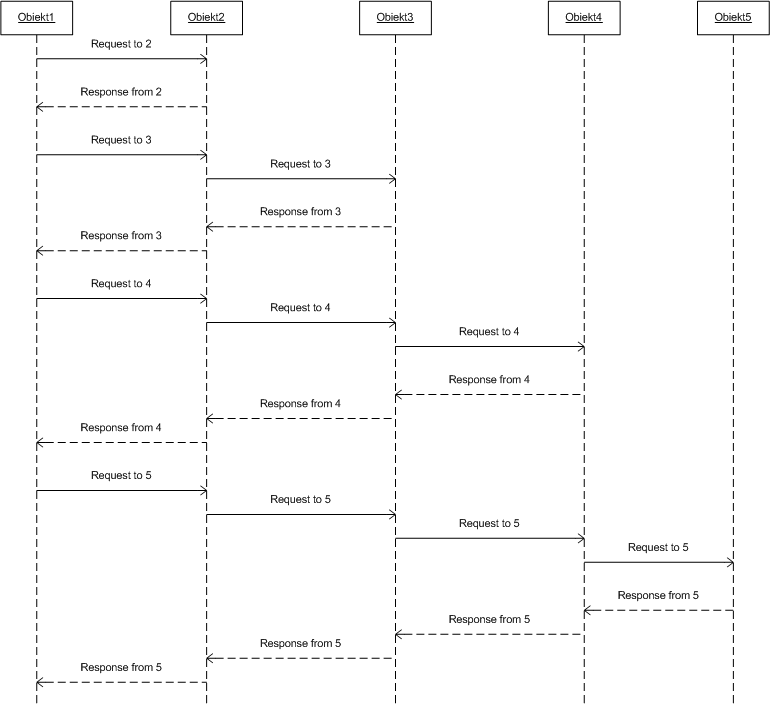 Obiekt1
Obiekt2
Obiekt3
Obiekt4
Obiekt5
Request to 2
Response from 2
Request to 3
Request to 3
Response from 3
Response from 3
Request to 4
Request to 4
Request to 4
Response from 4
Response from 4
Response from 4
Request to 5
Request to 5
Request to 5
Request to 5
Response from 5
Response from 5
Response from 5
Response from 5